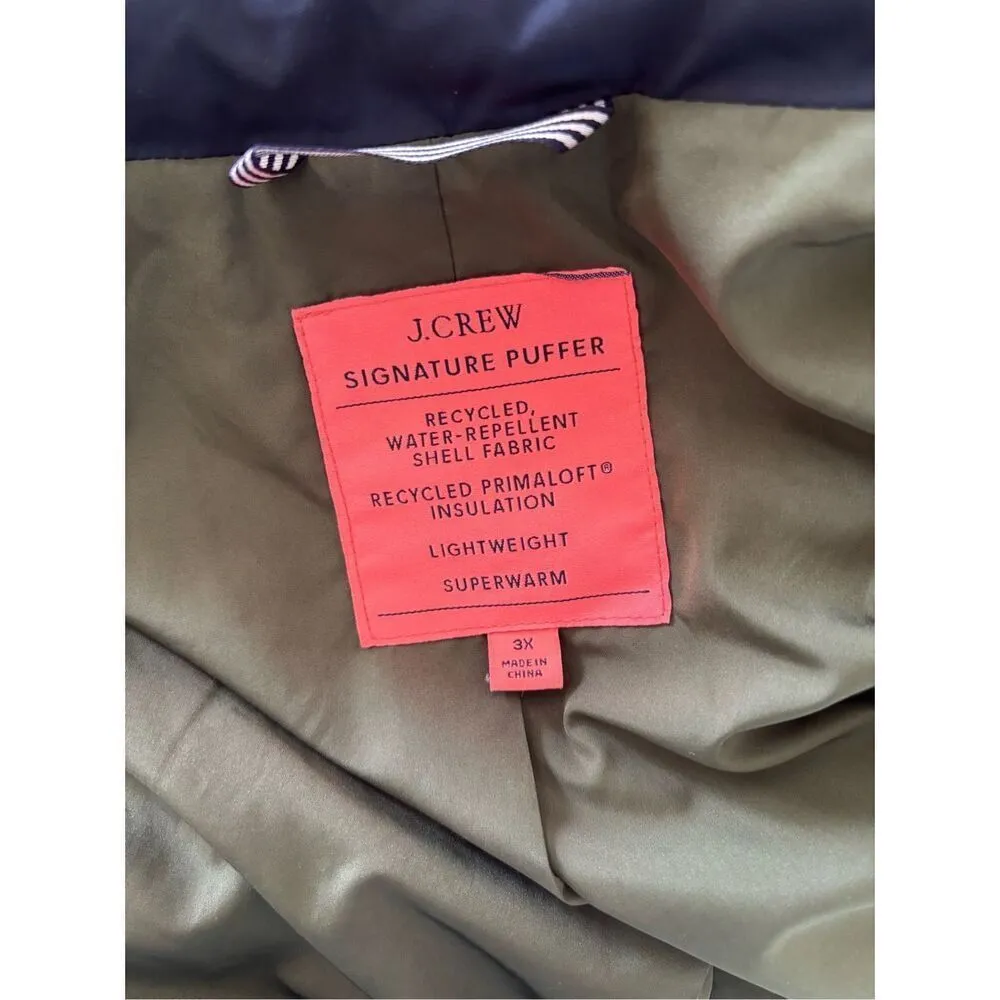 J.CREW
SIGNATURE PUFFER
RECYCLED,
WATER-REPELLENT
SHELL FABRIC
RECYCLED PRIMALOFT®
INSULATION
LIGHTWEIGHT
SUPERWARM
3X
MADE IN
CHINA